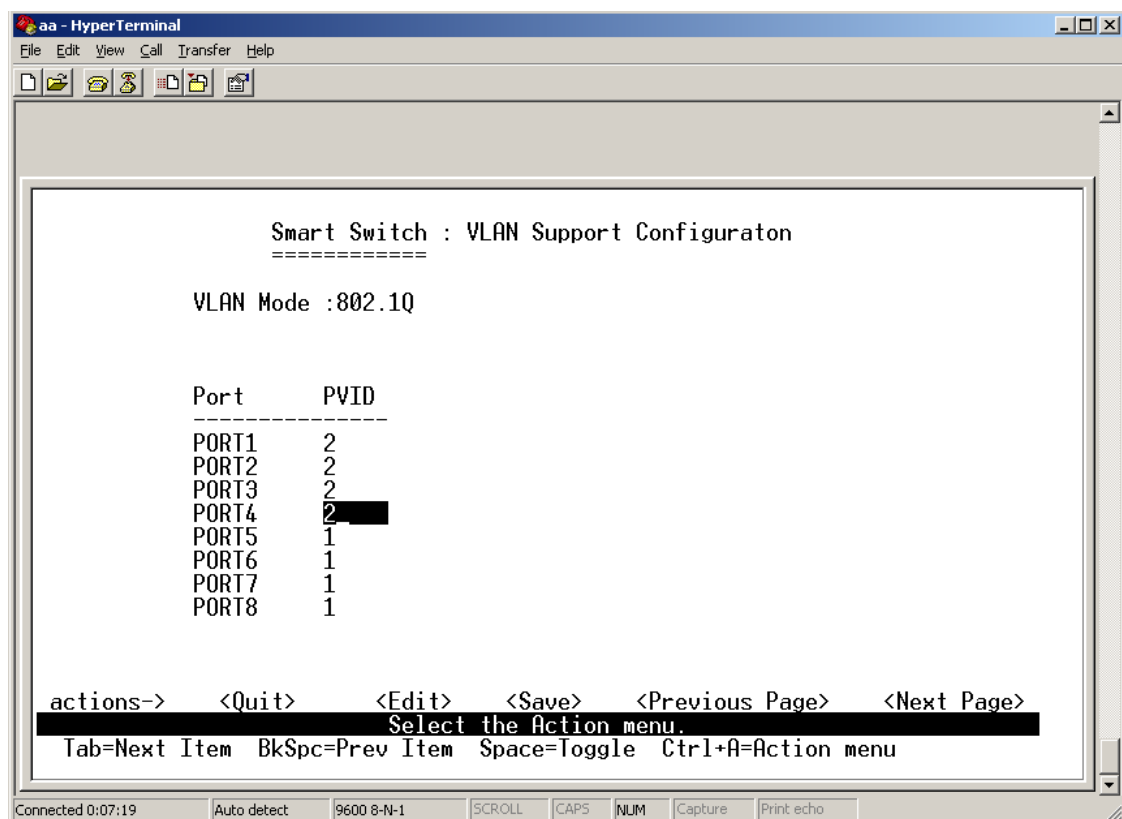 aa - HyperTerminal
File Edit View Call Transfer Help
Smart Switch : VLAN Support Configuraton
============
VLAN Mode :802.1Q
Port PVID
---------------
PORT1 2
PORT2 2
PORT3 2
PORT4 2
PORT5 1
PORT6 1
PORT7 1
PORT8 1
actions-> <Quit> <Edit> <Save> <Previous Page> <Next Page>
Select the Action menu.
Tab=Next Item BkSpc=Prev Item Space=Toggle Ctrl+A=Action menu
Connected 0:07:19 Auto detect 9600 8-N-1 SCROLL CAPS NUM Capture Print echo